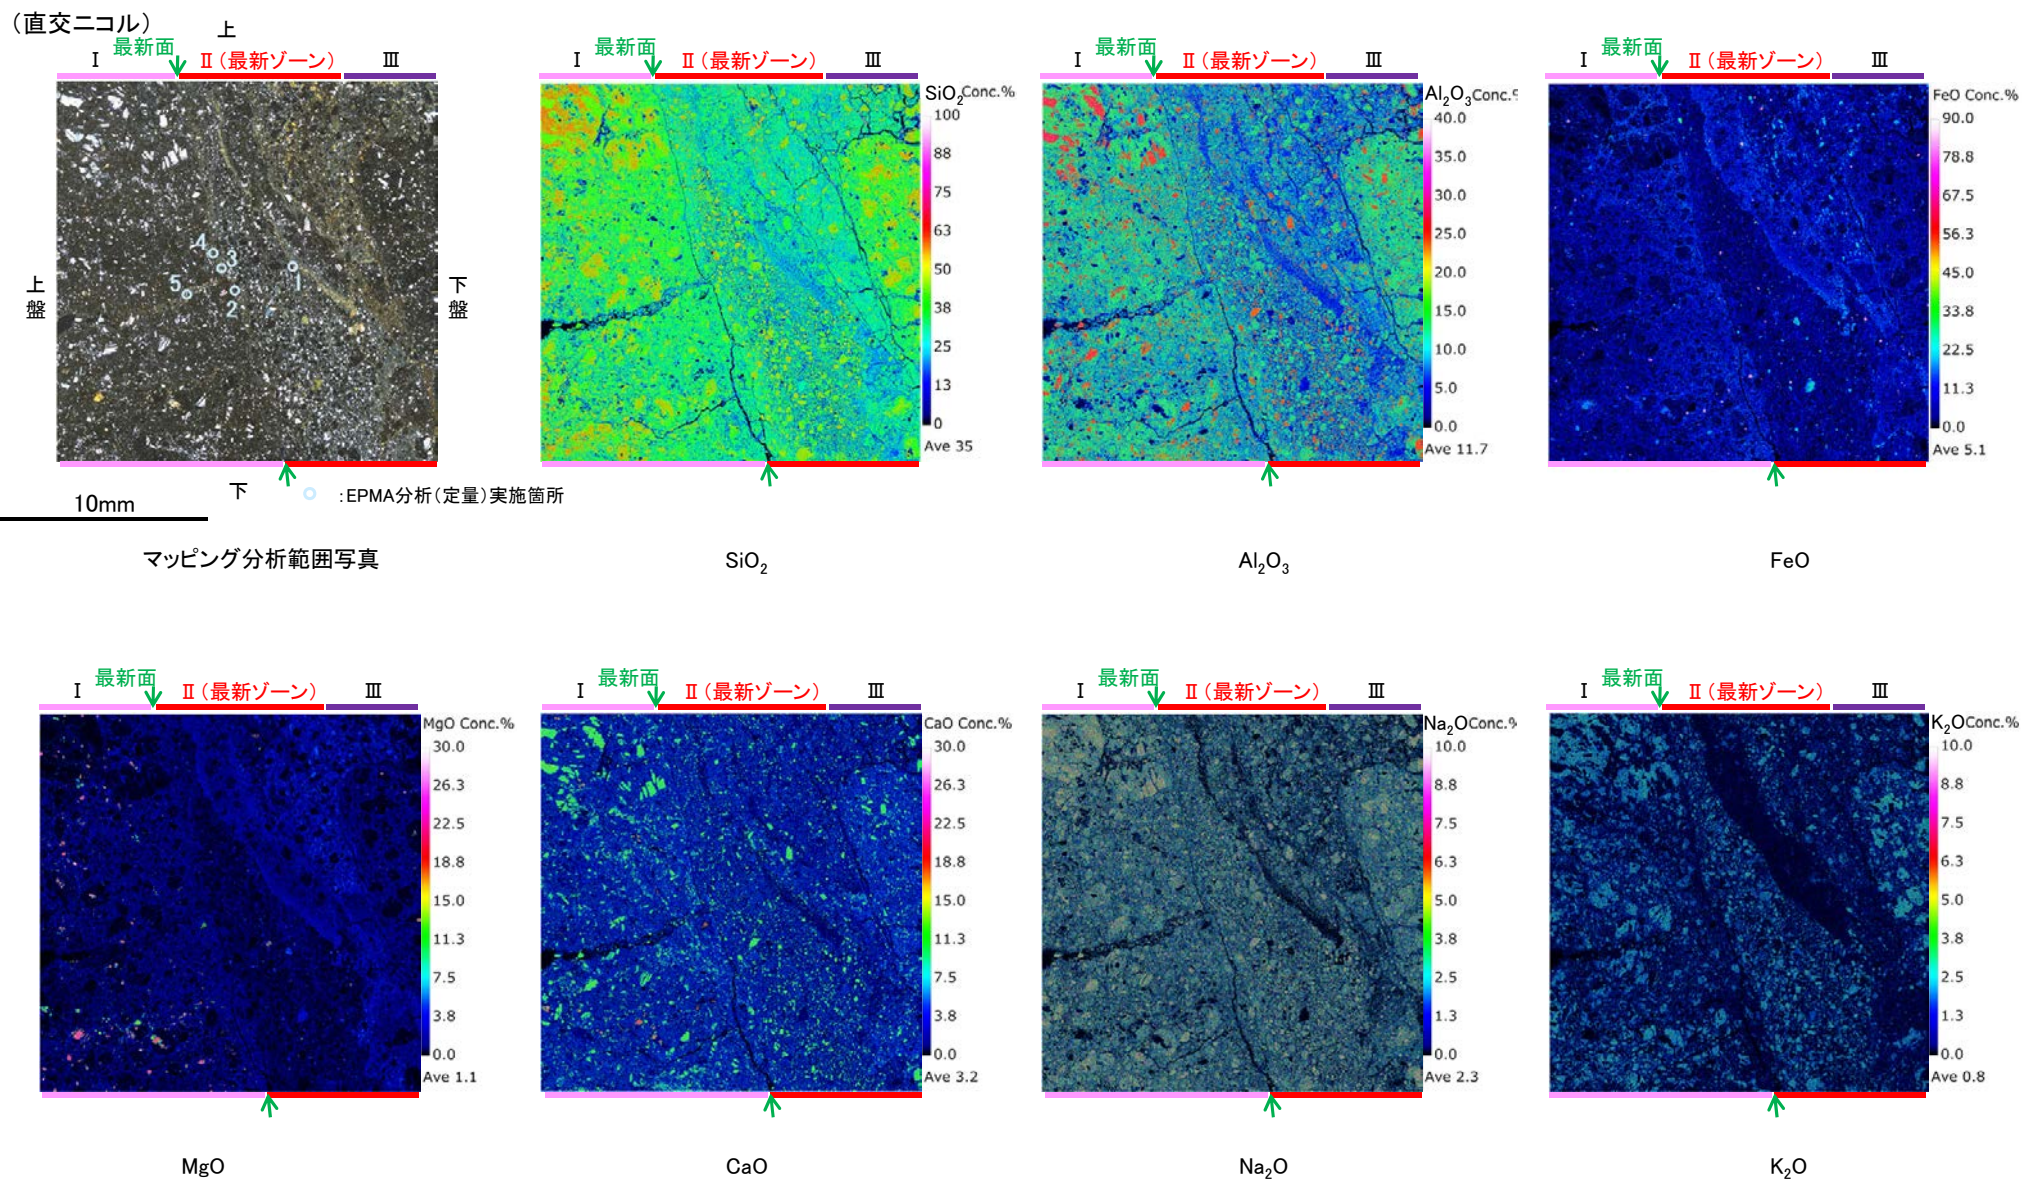 (直交ニコル)
上
Ⅰ 最新面 Ⅱ(最新ゾーン) Ⅲ
上盤
下盤
4
3
5
1
2
下
○ :EPMA分析(定量)実施箇所
10mm
マッピング分析範囲写真
Ⅰ 最新面 Ⅱ(最新ゾーン) Ⅲ
SiO2 Conc.%
100
88
75
63
50
38
25
13
0
Ave 35
SiO2
Ⅰ 最新面 Ⅱ(最新ゾーン) Ⅲ
Al2O3 Conc.%
40.0
35.0
30.0
25.0
20.0
15.0
10.0
5.0
0.0
Ave 11.7
Al2O3
Ⅰ 最新面 Ⅱ(最新ゾーン) Ⅲ
FeO Conc.%
90.0
78.8
67.5
56.3
45.0
33.8
22.5
11.3
0.0
Ave 5.1
FeO
Ⅰ 最新面 Ⅱ(最新ゾーン) Ⅲ
MgO Conc.%
30.0
26.3
22.5
18.8
15.0
11.3
7.5
3.8
0.0
Ave 1.1
MgO
Ⅰ 最新面 Ⅱ(最新ゾーン) Ⅲ
CaO Conc.%
30.0
26.3
22.5
18.8
15.0
11.3
7.5
3.8
0.0
Ave 3.2
CaO
Ⅰ 最新面 Ⅱ(最新ゾーン) Ⅲ
Na2O Conc.%
10.0
8.8
7.5
6.3
5.0
3.8
2.5
1.3
0.0
Ave 2.3
Na2O
Ⅰ 最新面 Ⅱ(最新ゾーン) Ⅲ
K2O Conc.%
10.0
8.8
7.5
6.3
5.0
3.8
2.5
1.3
0.0
Ave 0.8
K2O